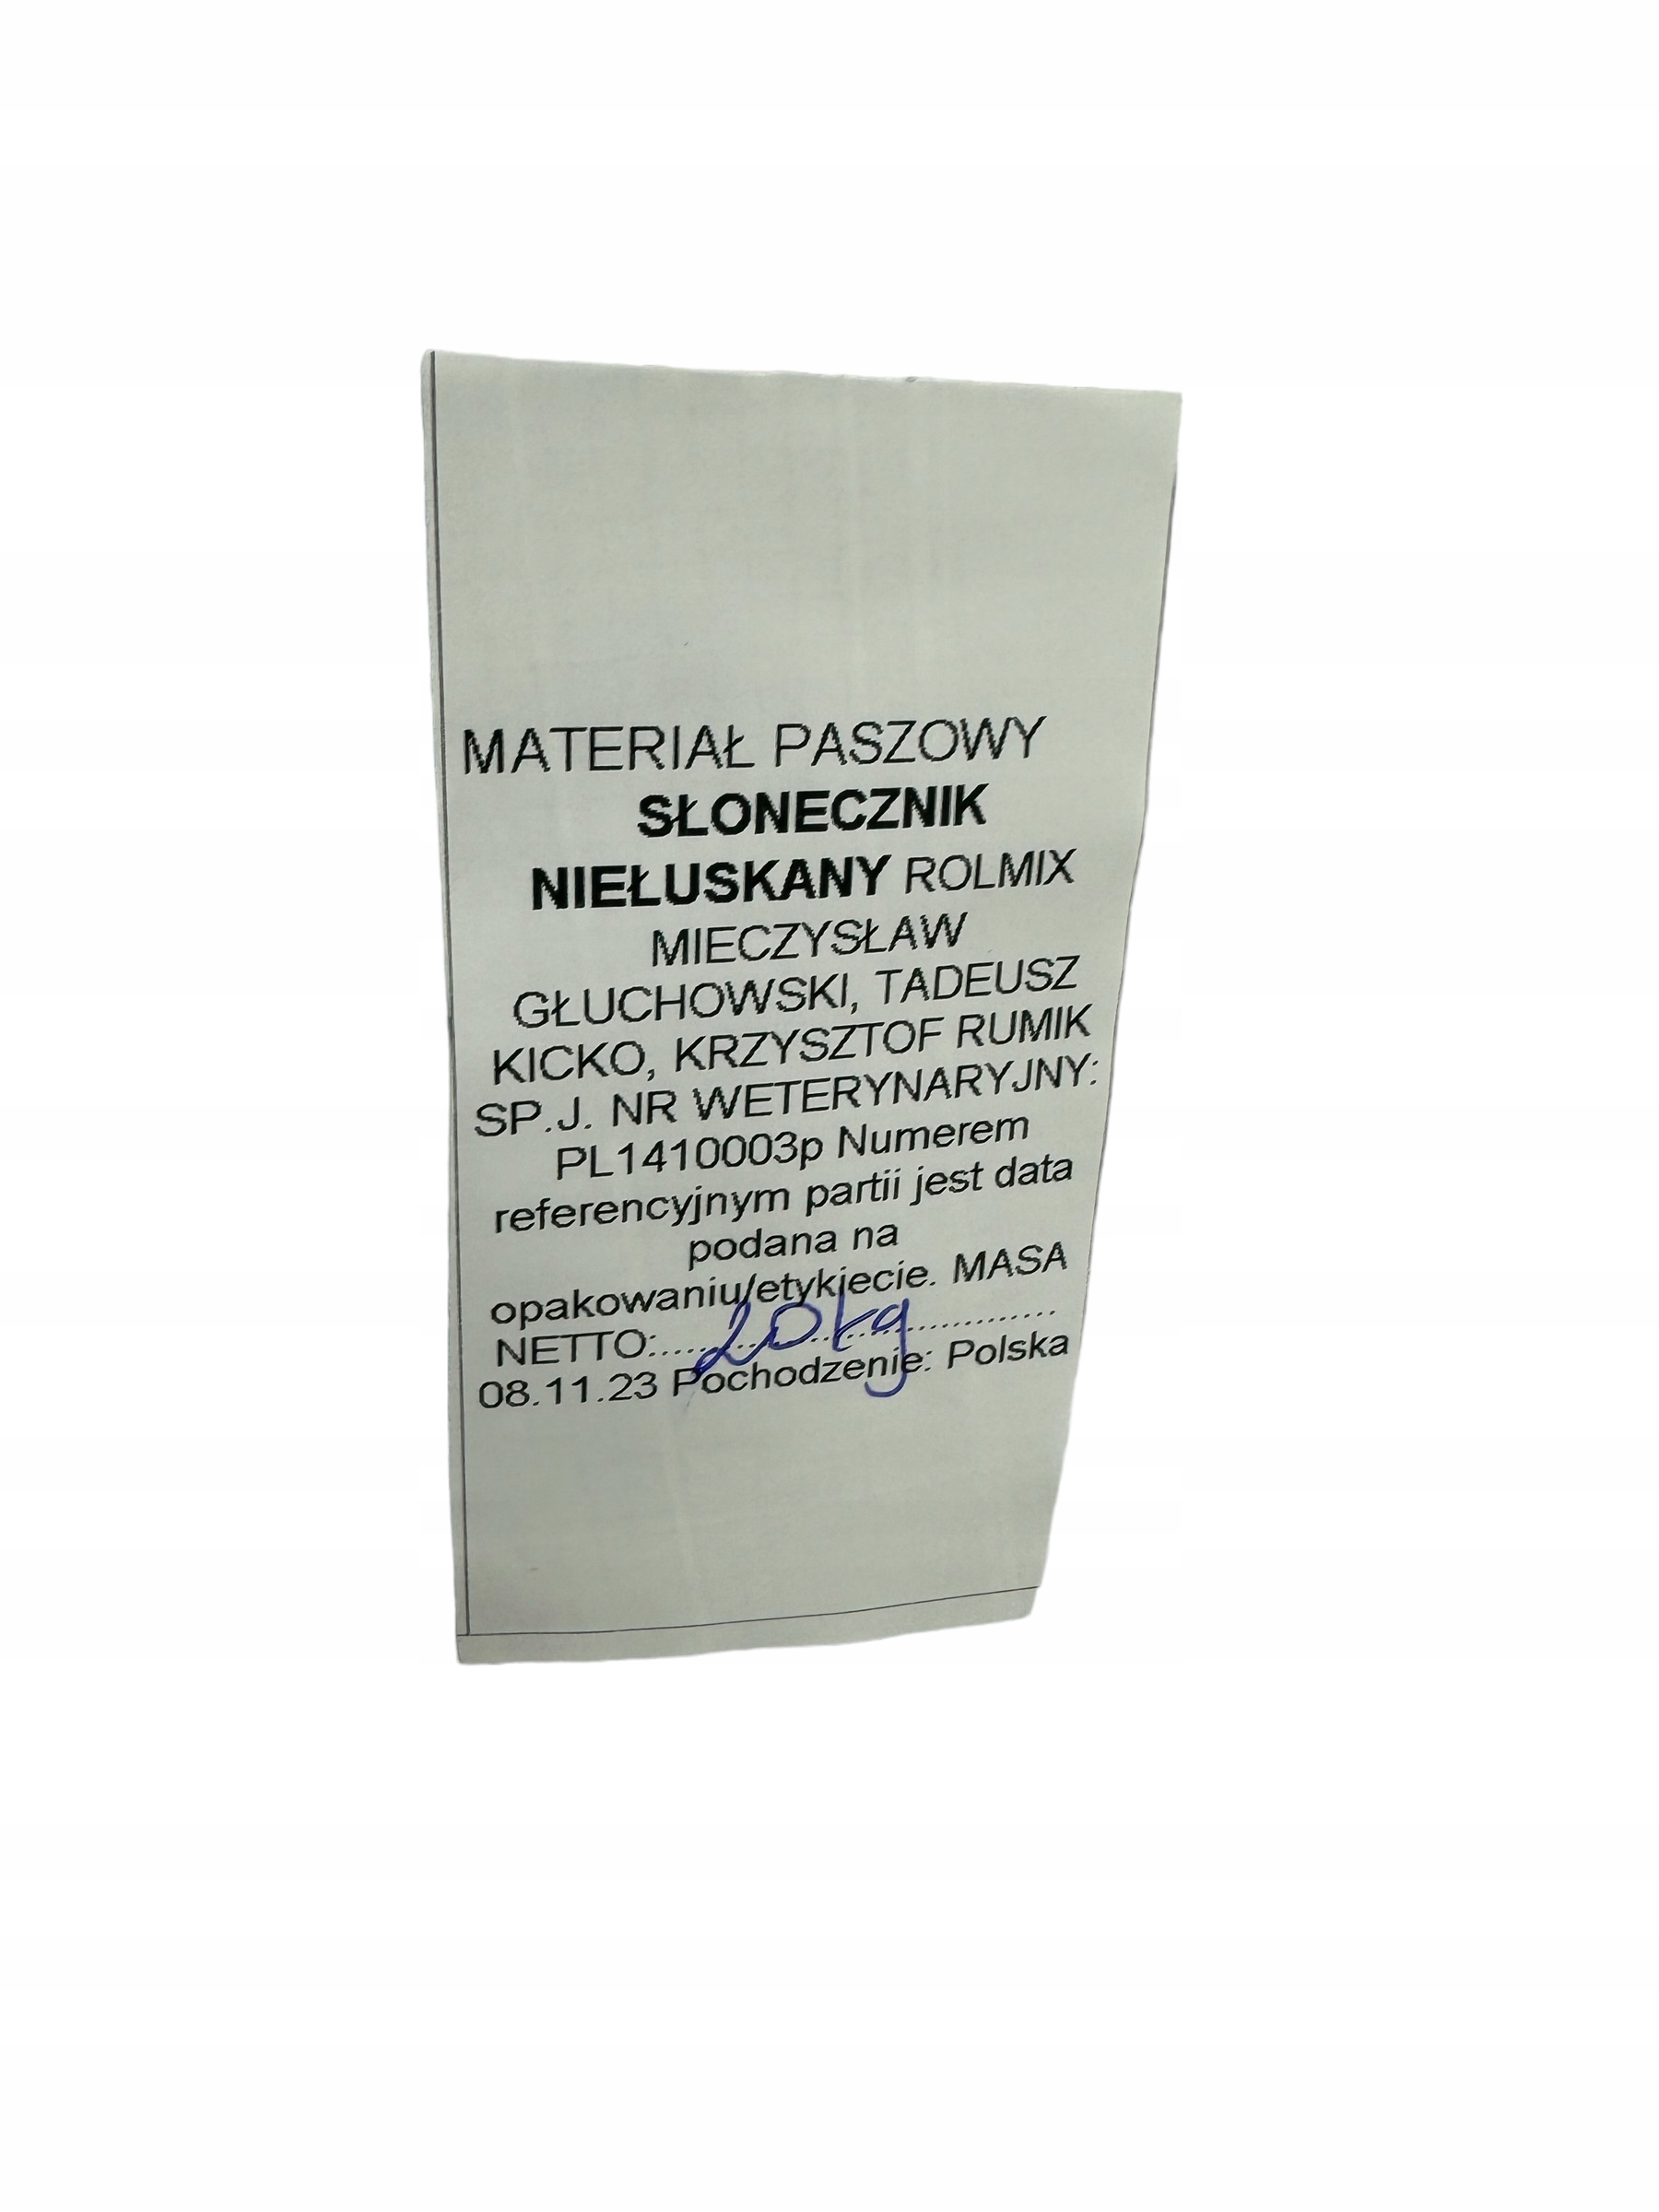 MATERIAŁ PASZOWY
SŁONECZNIK
NIEŁUSKANY ROLMIX
MIECZYSŁAW
GŁUCHOWSKI, TADEUSZ
KICKO, KRZYSZTOF RUMIK
SP.J. NR WETERYNARYJNY:
PL1410003p Numerem
referencyjnym partii jest data
podana na
opakowaniu/etykiecie. MASA
NETTO:.....20kg..............
08.11.23 Pochodzenie: Polska